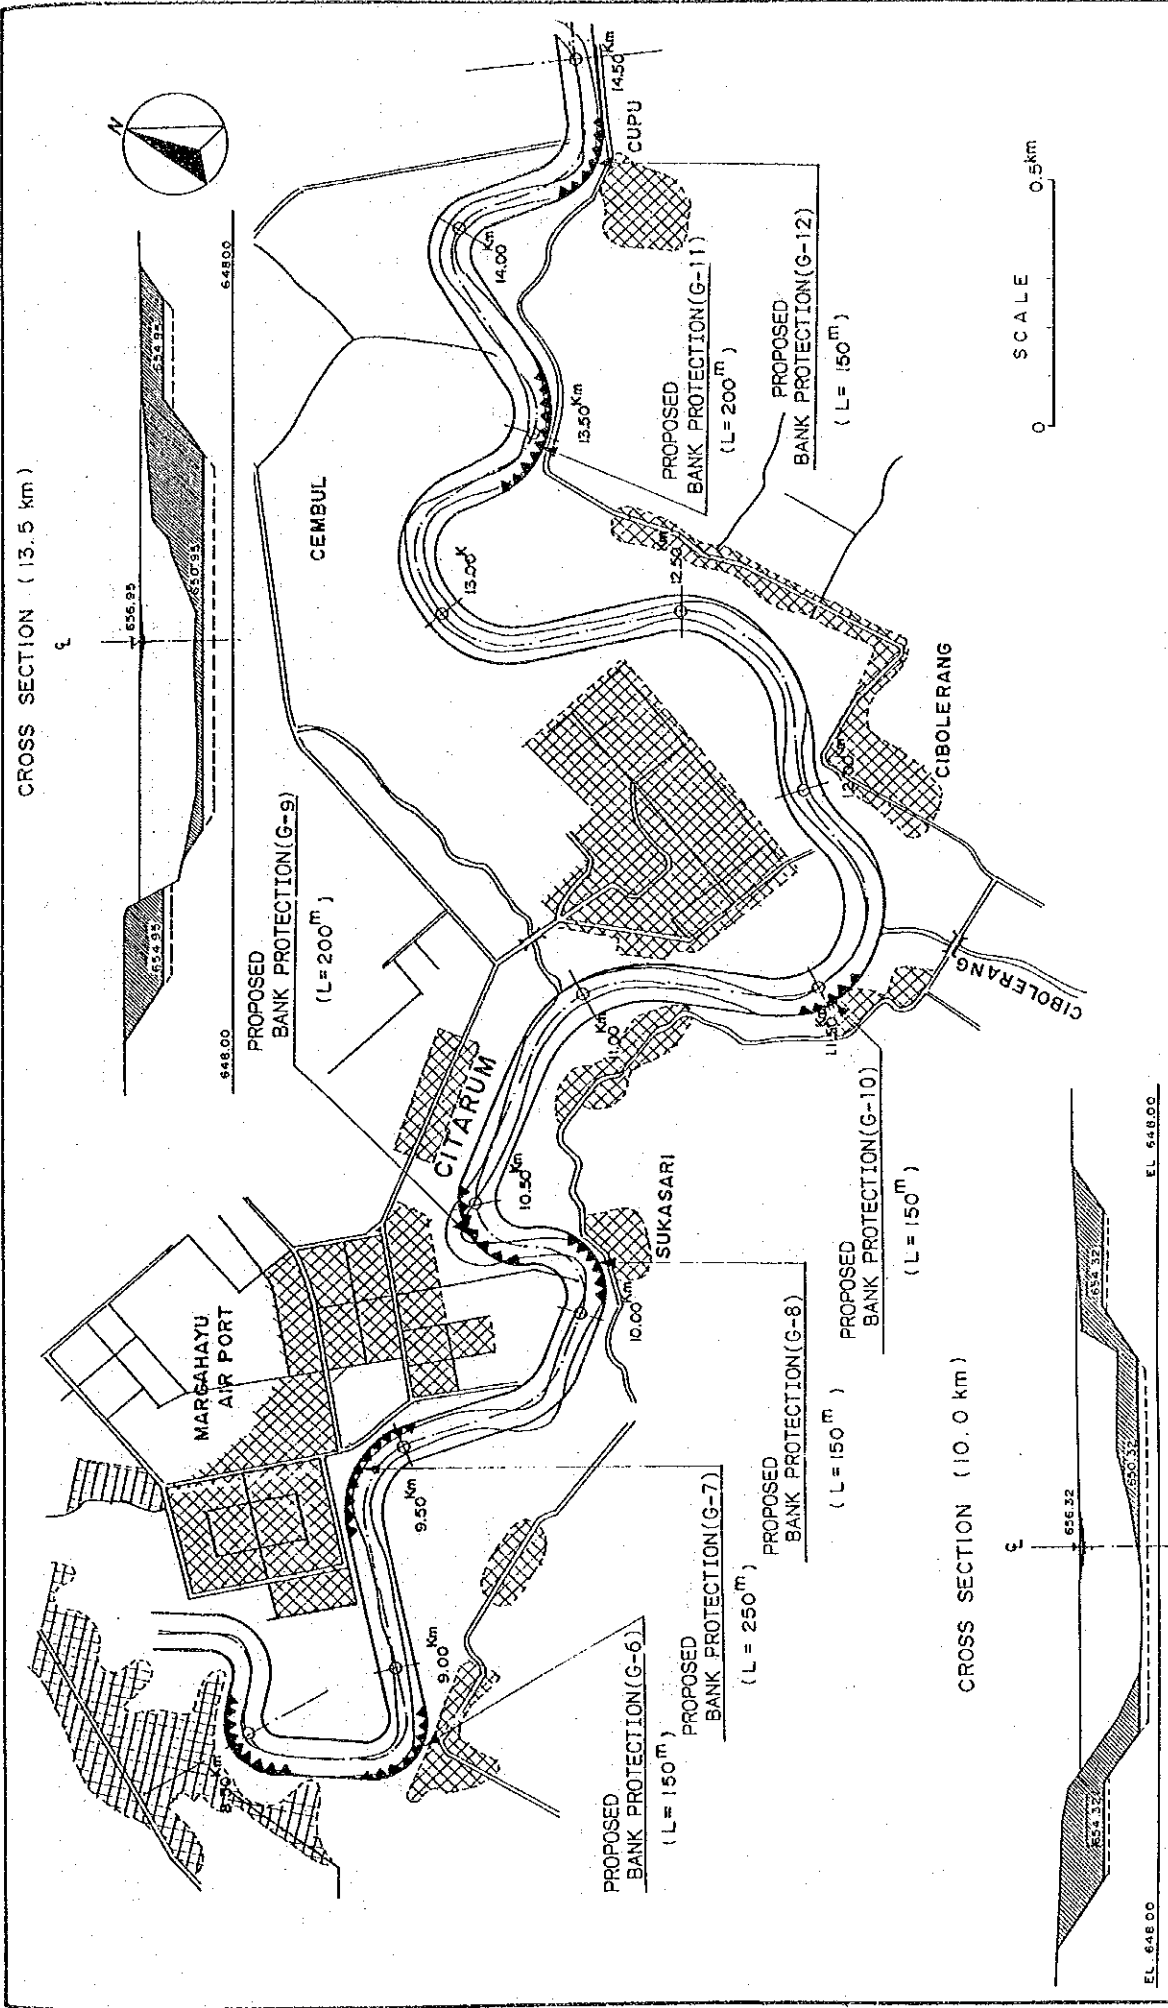 CROSS SECTION (13.5 km)
℄
656.95
654.95
650.95
654.95
648.00
648.00
N
PROPOSED
BANK PROTECTION(G-9)
(L=200m)
CEMBUL
MARGAHAYU
AIR PORT
CITARUM
SUKASARI
CIBOLERANG
CIBOLERANG
CUPU
8.50Km
9.00Km
9.50Km
10.00Km
10.50Km
11.00Km
11.50Km
12.00Km
12.50Km
13.00K
13.50Km
14.00Km
14.50Km
PROPOSED
BANK PROTECTION(G-6)
(L=150m)
PROPOSED
BANK PROTECTION(G-7)
(L=250m)
PROPOSED
BANK PROTECTION(G-8)
(L=150m)
PROPOSED
BANK PROTECTION(G-10)
(L=150m)
PROPOSED
BANK PROTECTION(G-11)
(L=200m)
PROPOSED
BANK PROTECTION(G-12)
(L=150m)
SCALE
0 0.5km
CROSS SECTION (10.0 km)
℄
656.32
654.32
650.32
654.32
EL 648.00
EL 648.00